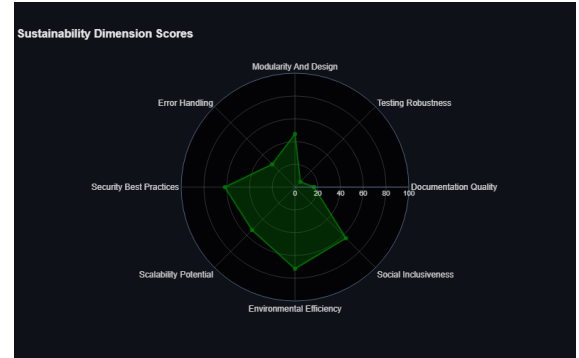 Sustainability Dimension Scores
Modularity And Design
Error Handling
Testing Robustness
Security Best Practices
0 20 40 60 80 100
Documentation Quality
Scalability Potential
Social Inclusiveness
Environmental Efficiency